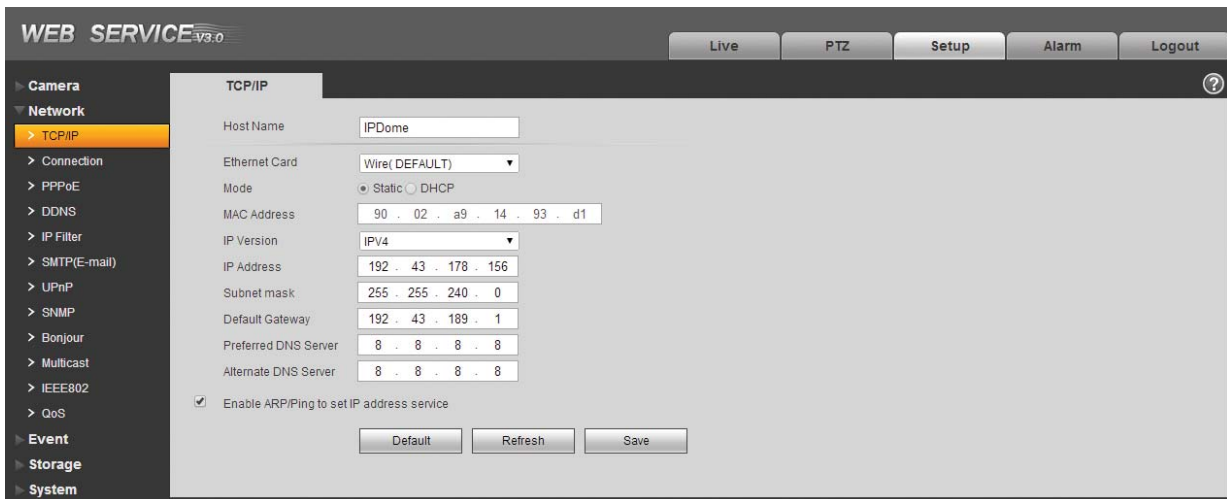 WEB SERVICE V3.0
Live PTZ Setup Alarm Logout
Camera
Network
> TCP/IP
> Connection
> PPPoE
> DDNS
> IP Filter
> SMTP(E-mail)
> UPnP
> SNMP
> Bonjour
> Multicast
> IEEE802
> QoS
Event
Storage
System
TCP/IP
?
Host Name IPDome
Ethernet Card Wire( DEFAULT)
Mode Static DHCP
MAC Address 90 . 02 . a9 . 14 . 93 . d1
IP Version IPV4
IP Address 192 . 43 . 178 . 156
Subnet mask 255 . 255 . 240 . 0
Default Gateway 192 . 43 . 189 . 1
Preferred DNS Server 8 . 8 . 8 . 8
Alternate DNS Server 8 . 8 . 8 . 8
Enable ARP/Ping to set IP address service
Default Refresh Save